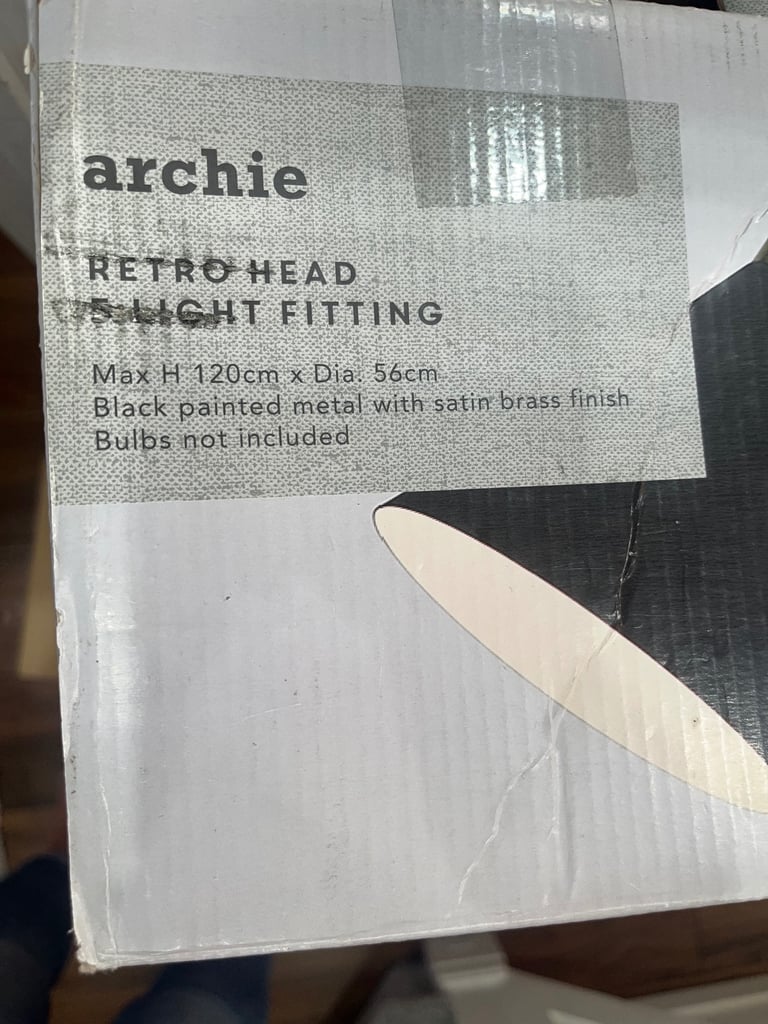 archie
RETRO HEAD
5 LIGHT FITTING
Max H 120cm x Dia. 56cm
Black painted metal with satin brass finish
Bulbs not included